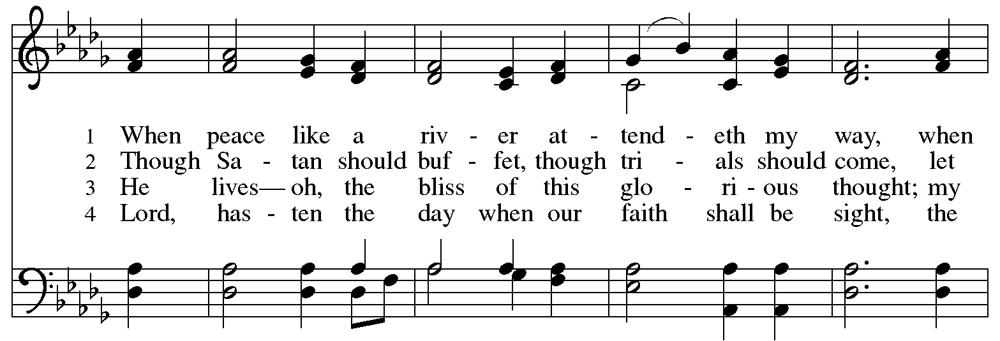 1 When peace like a riv - er at - tend - eth my way, when
2 Though Sa - tan should buf - fet, though tri - als should come, let
3 He lives— oh, the bliss of this glo - ri - ous thought; my
4 Lord, has - ten the day when our faith shall be sight, the